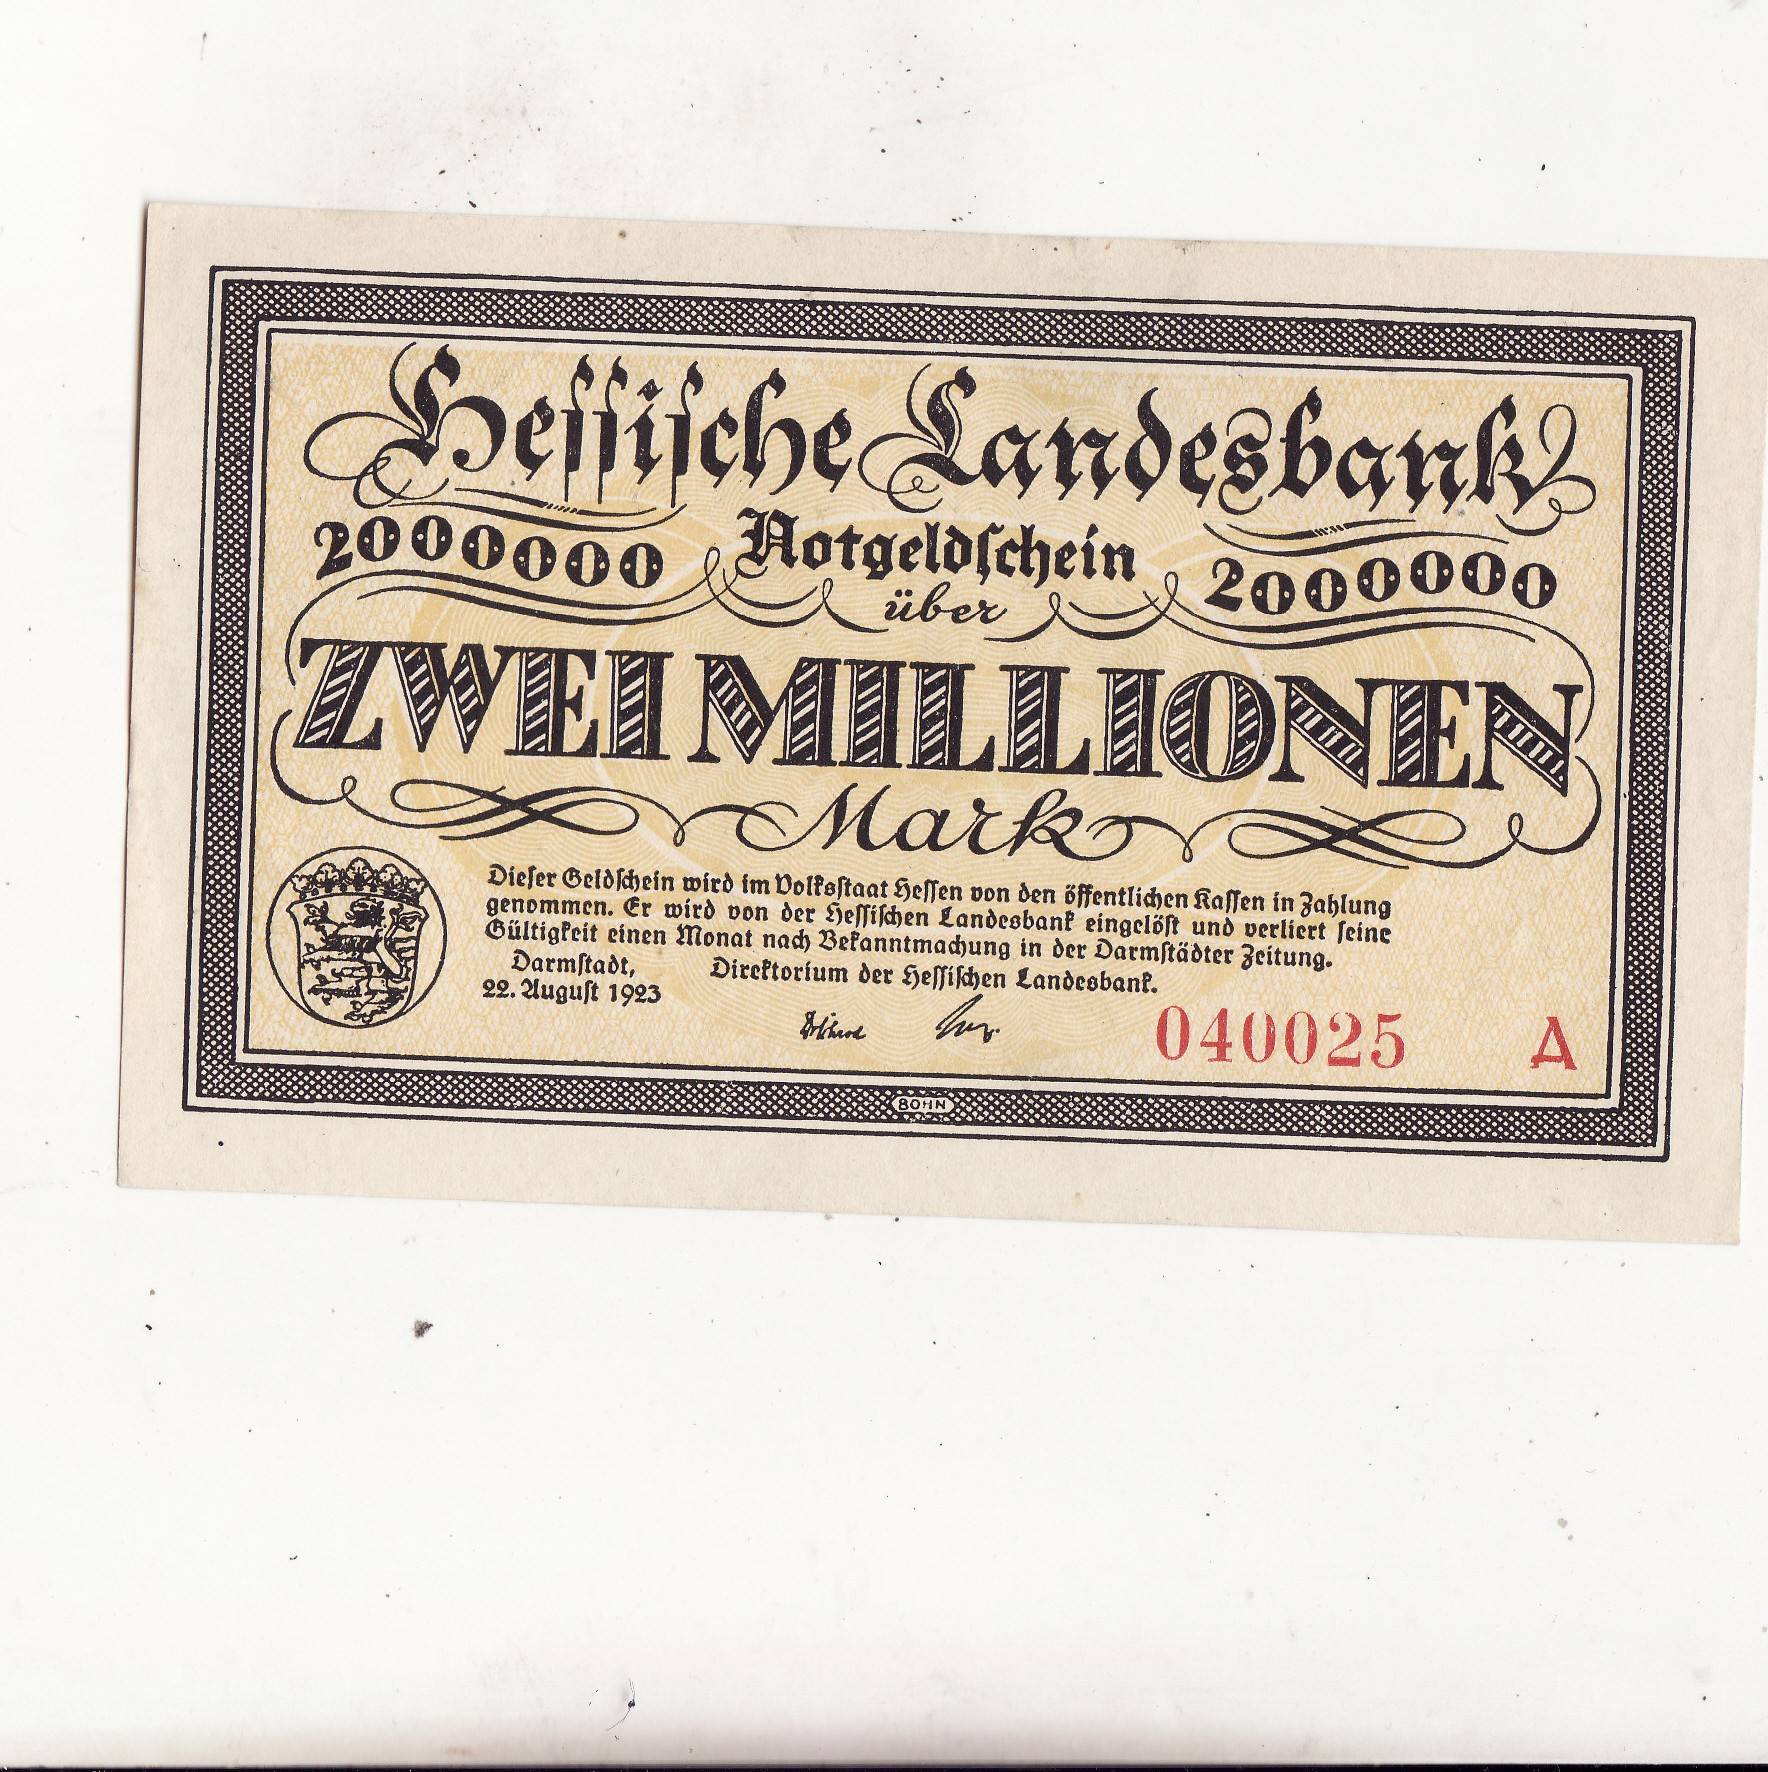 Hessische Landesbank
2000000 Notgeldschein 2000000
über
ZWEI MILLIONEN
Mark
Dieser Geldschein wird im Volksstaat Hessen von den öffentlichen Kassen in Zahlung
genommen. Er wird von der Hessischen Landesbank eingelöst und verliert seine
Gültigkeit einen Monat nach Bekanntmachung in der Darmstädter Zeitung.
Darmstadt, Direktorium der Hessischen Landesbank.
22. August 1923
040025 A
BOHN